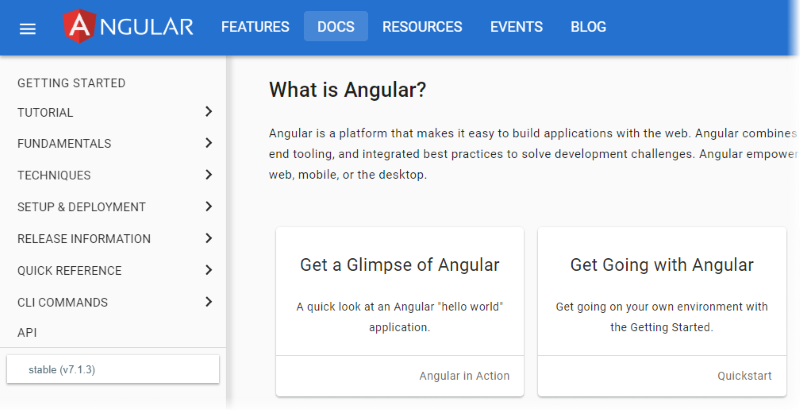 ANGULAR FEATURES DOCS RESOURCES EVENTS BLOG
GETTING STARTED
TUTORIAL
FUNDAMENTALS
TECHNIQUES
SETUP & DEPLOYMENT
RELEASE INFORMATION
QUICK REFERENCE
CLI COMMANDS
API
stable (v7.1.3)
What is Angular?
Angular is a platform that makes it easy to build applications with the web. Angular combines
end tooling, and integrated best practices to solve development challenges. Angular empower
web, mobile, or the desktop.
Get a Glimpse of Angular
A quick look at an Angular "hello world"
application.
Angular in Action
Get Going with Angular
Get going on your own environment with
the Getting Started.
Quickstart